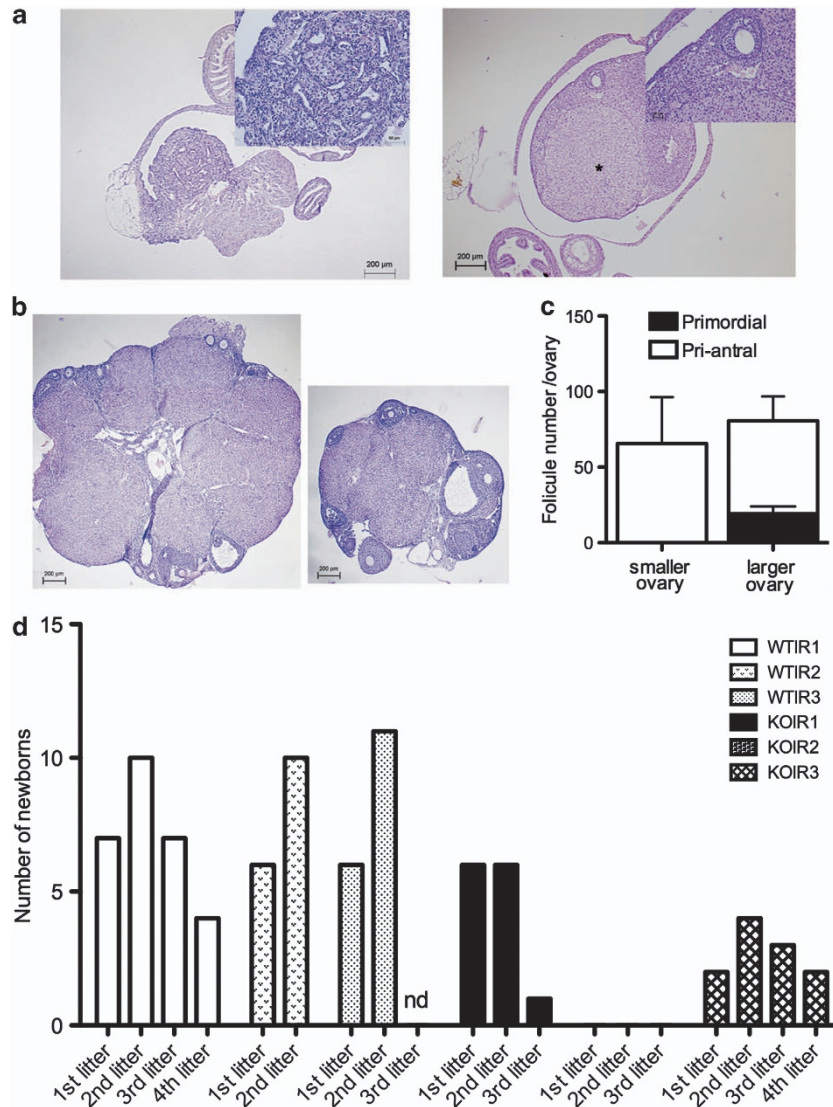 a
200 µm
200 µm
*
b
200 µm
200 µm
c
150
100
50
0
Folicule number /ovary
Primordial
Pri-antral
smaller
ovary
larger
ovary
d
15
10
5
0
Number of newborns
WTIR1
WTIR2
WTIR3
KOIR1
KOIR2
KOIR3
nd
1st litter
2nd litter
3rd litter
4th litter
1st litter
2nd litter
1st litter
2nd litter
3rd litter
1st litter
2nd litter
3rd litter
1st litter
2nd litter
3rd litter
1st litter
2nd litter
3rd litter
4th litter